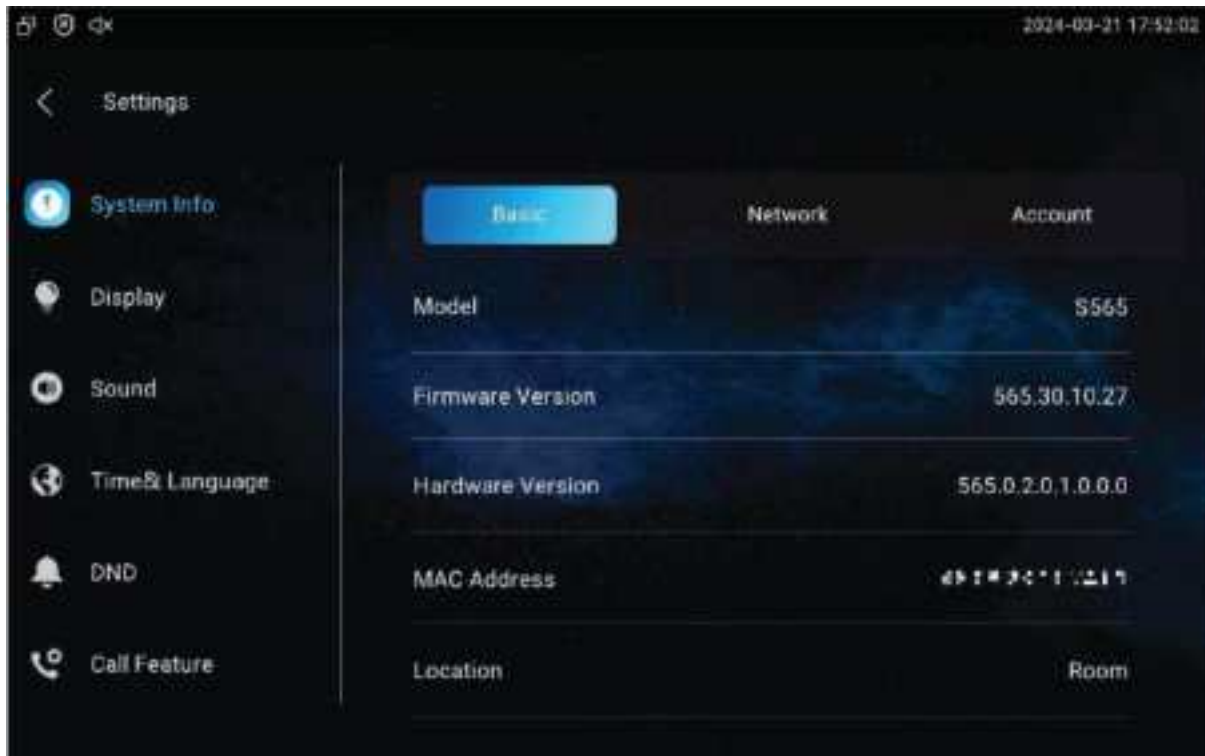 2024-03-21 17:52:02
Settings
System Info
Display
Sound
Time& Language
DND
Call Feature
Basic
Network
Account
Model
S565
Firmware Version
565.30.10.27
Hardware Version
565.0.2.0.1.0.0.0
MAC Address
Location
Room